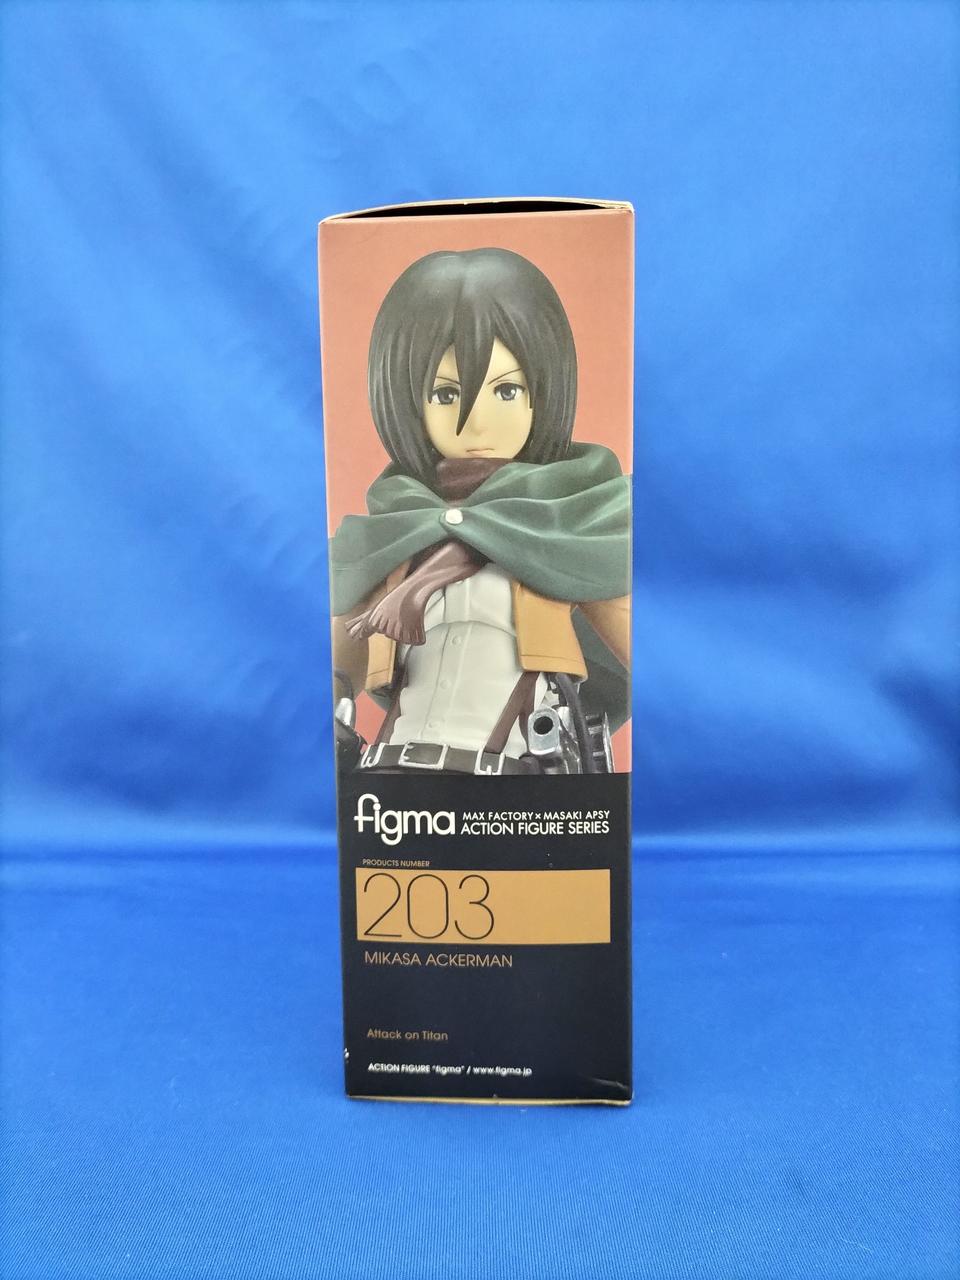 figma MAX FACTORY × MASAKI APSY
ACTION FIGURE SERIES
PRODUCTS NUMBER
203
MIKASA ACKERMAN
Attack on Titan
ACTION FIGURE "figma" / www.figma.jp